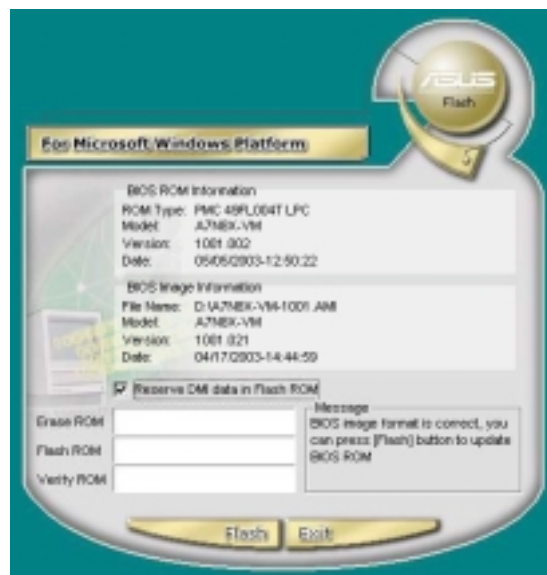 ASUS
Flash
For Microsoft Windows Platform
BIOS ROM Information
ROM Type: PMC 49FL004T LPC
Model: A7N8X-VM
Version: 1001.002
Date: 05/05/2003-12:50:22
BIOS Image Information
File Name: D:\A7N8X-VM-1001.AMI
Model: A7N8X-VM
Version: 1001.021
Date: 04/17/2003-14:44:59
Reserve DMI data in Flash ROM
Erase ROM
Flash ROM
Verify ROM
Message
BIOS image format is correct, you
can press [Flash] button to update
BIOS ROM
Flash
Exit